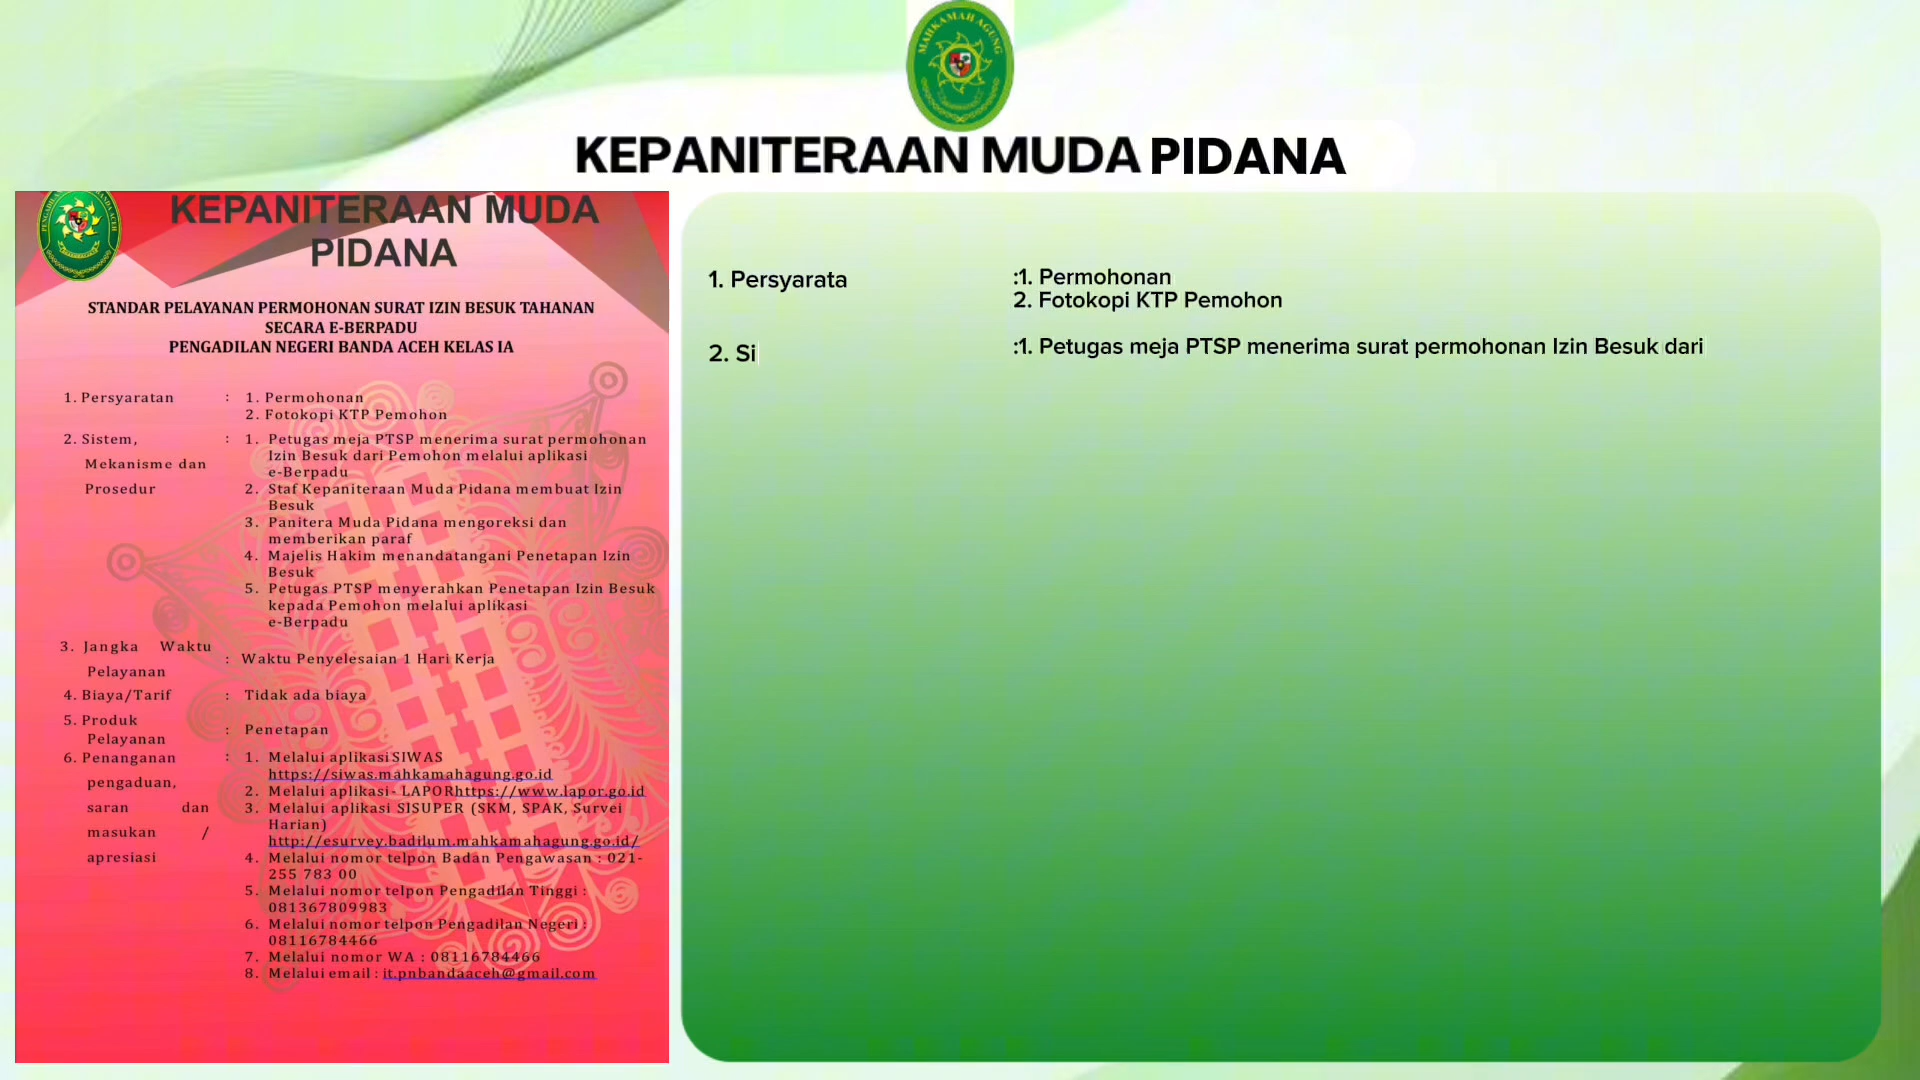 MAHKAMAH AGUNG
KEPANITERAAN MUDA PIDANA
KEPANITERAAN MUDA
PIDANA
STANDAR PELAYANAN PERMOHONAN SURAT IZIN BESUK TAHANAN
SECARA E-BERPADU
PENGADILAN NEGERI BANDA ACEH KELAS IA
1. Persyaratan : 1. Permohonan
2. Fotokopi KTP Pemohon
2. Sistem, : 1. Petugas meja PTSP menerima surat permohonan
Izin Besuk dari Pemohon melalui aplikasi
Mekanisme dan
e-Berpadu
Prosedur 2. Staf Kepaniteraan Muda Pidana membuat Izin
Besuk
3. Panitera Muda Pidana mengoreksi dan
memberikan paraf
4. Majelis Hakim menandatangani Penetapan Izin
Besuk
5. Petugas PTSP menyerahkan Penetapan Izin Besuk
kepada Pemohon melalui aplikasi
e-Berpadu
3. Jangka Waktu
: Waktu Penyelesaian 1 Hari Kerja
Pelayanan
4. Biaya/Tarif : Tidak ada biaya
5. Produk
: Penetapan
Pelayanan
6. Penanganan : 1. Melalui aplikasi SIWAS
https://siwas.mahkamahagung.go.id
pengaduan,
2. Melalui aplikasi- LAPORhttps://www.lapor.go.id
saran dan 3. Melalui aplikasi SISUPER (SKM, SPAK, Survei
Harian)
masukan /
http://esurvey.badilum.mahkamahagung.go.id/
apresiasi 4. Melalui nomor telpon Badan Pengawasan : 021-
255 783 00
5. Melalui nomor telpon Pengadilan Tinggi :
081367809983
6. Melalui nomor telpon Pengadilan Negeri :
08116784466
7. Melalui nomor WA : 08116784466
8. Melalui email : it.pnbandaaceh@gmail.com
1. Persyarata :1. Permohonan
2. Fotokopi KTP Pemohon
2. Si :1. Petugas meja PTSP menerima surat permohonan Izin Besuk dari